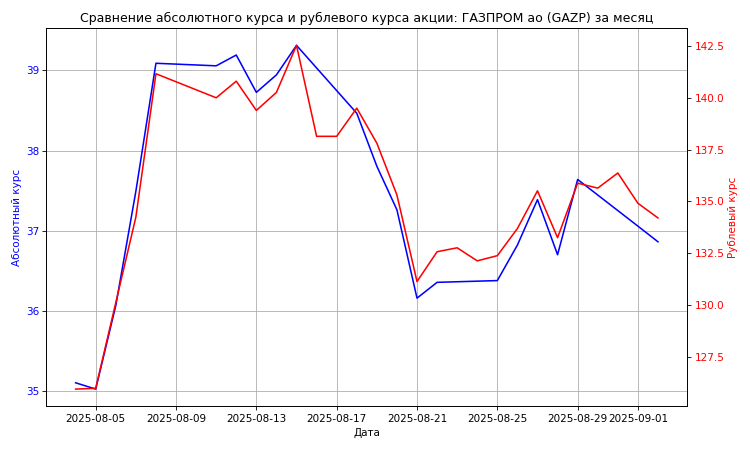 Сравнение абсолютного курса и рублевого курса акции: ГАЗПРОМ ао (GAZP) за месяц
39
38
37
36
35
Абсолютный курс
142.5
140.0
137.5
135.0
132.5
130.0
127.5
Рублевый курс
2025-08-05 2025-08-09 2025-08-13 2025-08-17 2025-08-21 2025-08-25 2025-08-29 2025-09-01
Дата